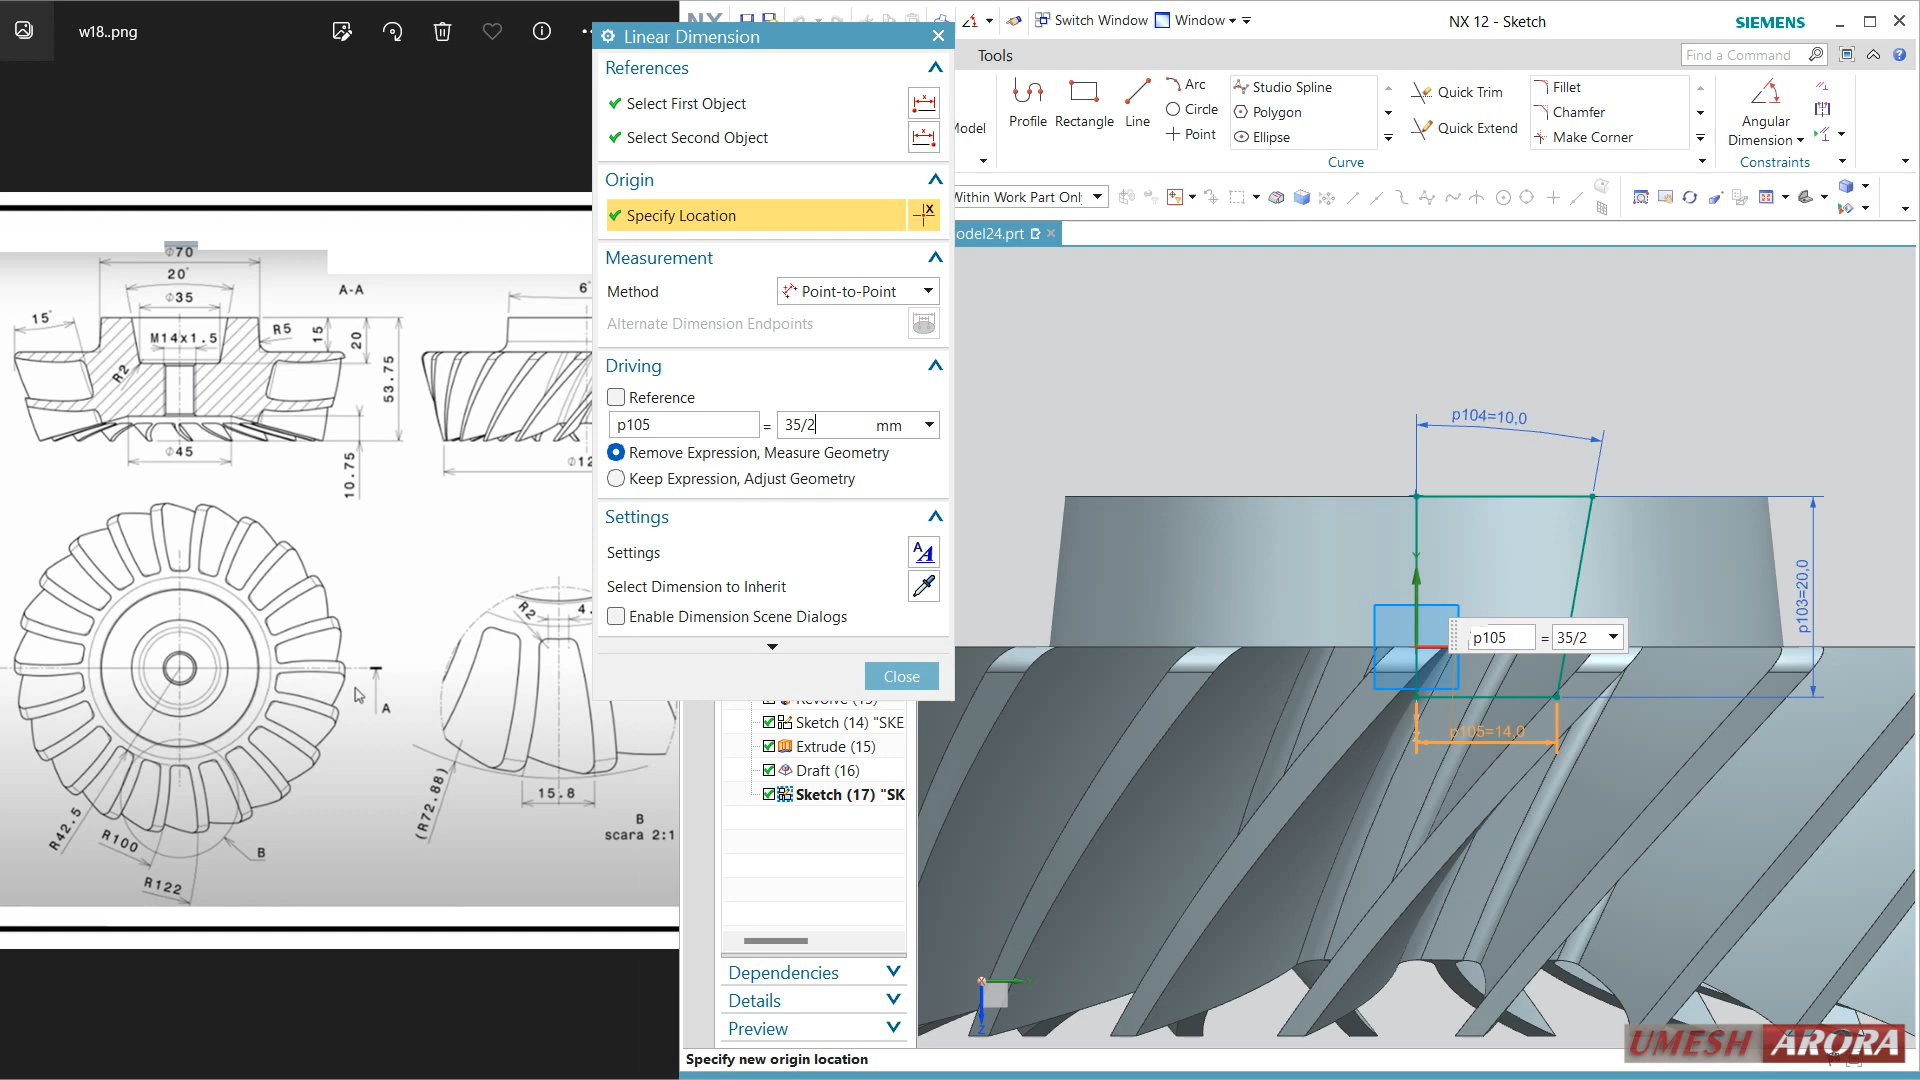 w18..png
Linear Dimension
References
Select First Object
Select Second Object
Origin
Specify Location
Measurement
Method
Point-to-Point
Alternate Dimension Endpoints
Driving
Reference
p105 = 35/2 mm
Remove Expression, Measure Geometry
Keep Expression, Adjust Geometry
Settings
Settings
Select Dimension to Inherit
Enable Dimension Scene Dialogs
Close
NX
Switch Window
Window
NX 12 - Sketch
SIEMENS
Tools
Find a Command
odel
Profile
Rectangle
Line
Arc
Circle
Point
Studio Spline
Polygon
Ellipse
Quick Trim
Quick Extend
Fillet
Chamfer
Make Corner
Curve
Angular
Dimension
Constraints
Within Work Part Onl
odel24.prt
Φ70
20°
Φ35
A-A
15°
M14x1.5
R5
15
20
53.75
R2
Φ45
10.75
6°
Φ12
A
R42.5
R100
R122
B
R2
4.
15.8
(R72.88)
B
scara 2:1
Sketch (14) "SKE
Extrude (15)
Draft (16)
Sketch (17) "SK
Dependencies
Details
Preview
p104=10,0
p103=20,0
p105 = 35/2
p105=14,0
Z
Specify new origin location
UMESH ARORA